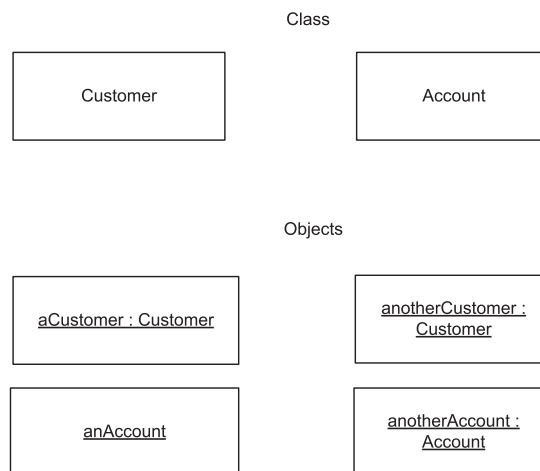 Class
Customer
Account
Objects
aCustomer : Customer
anotherCustomer :
Customer
anAccount
anotherAccount :
Account